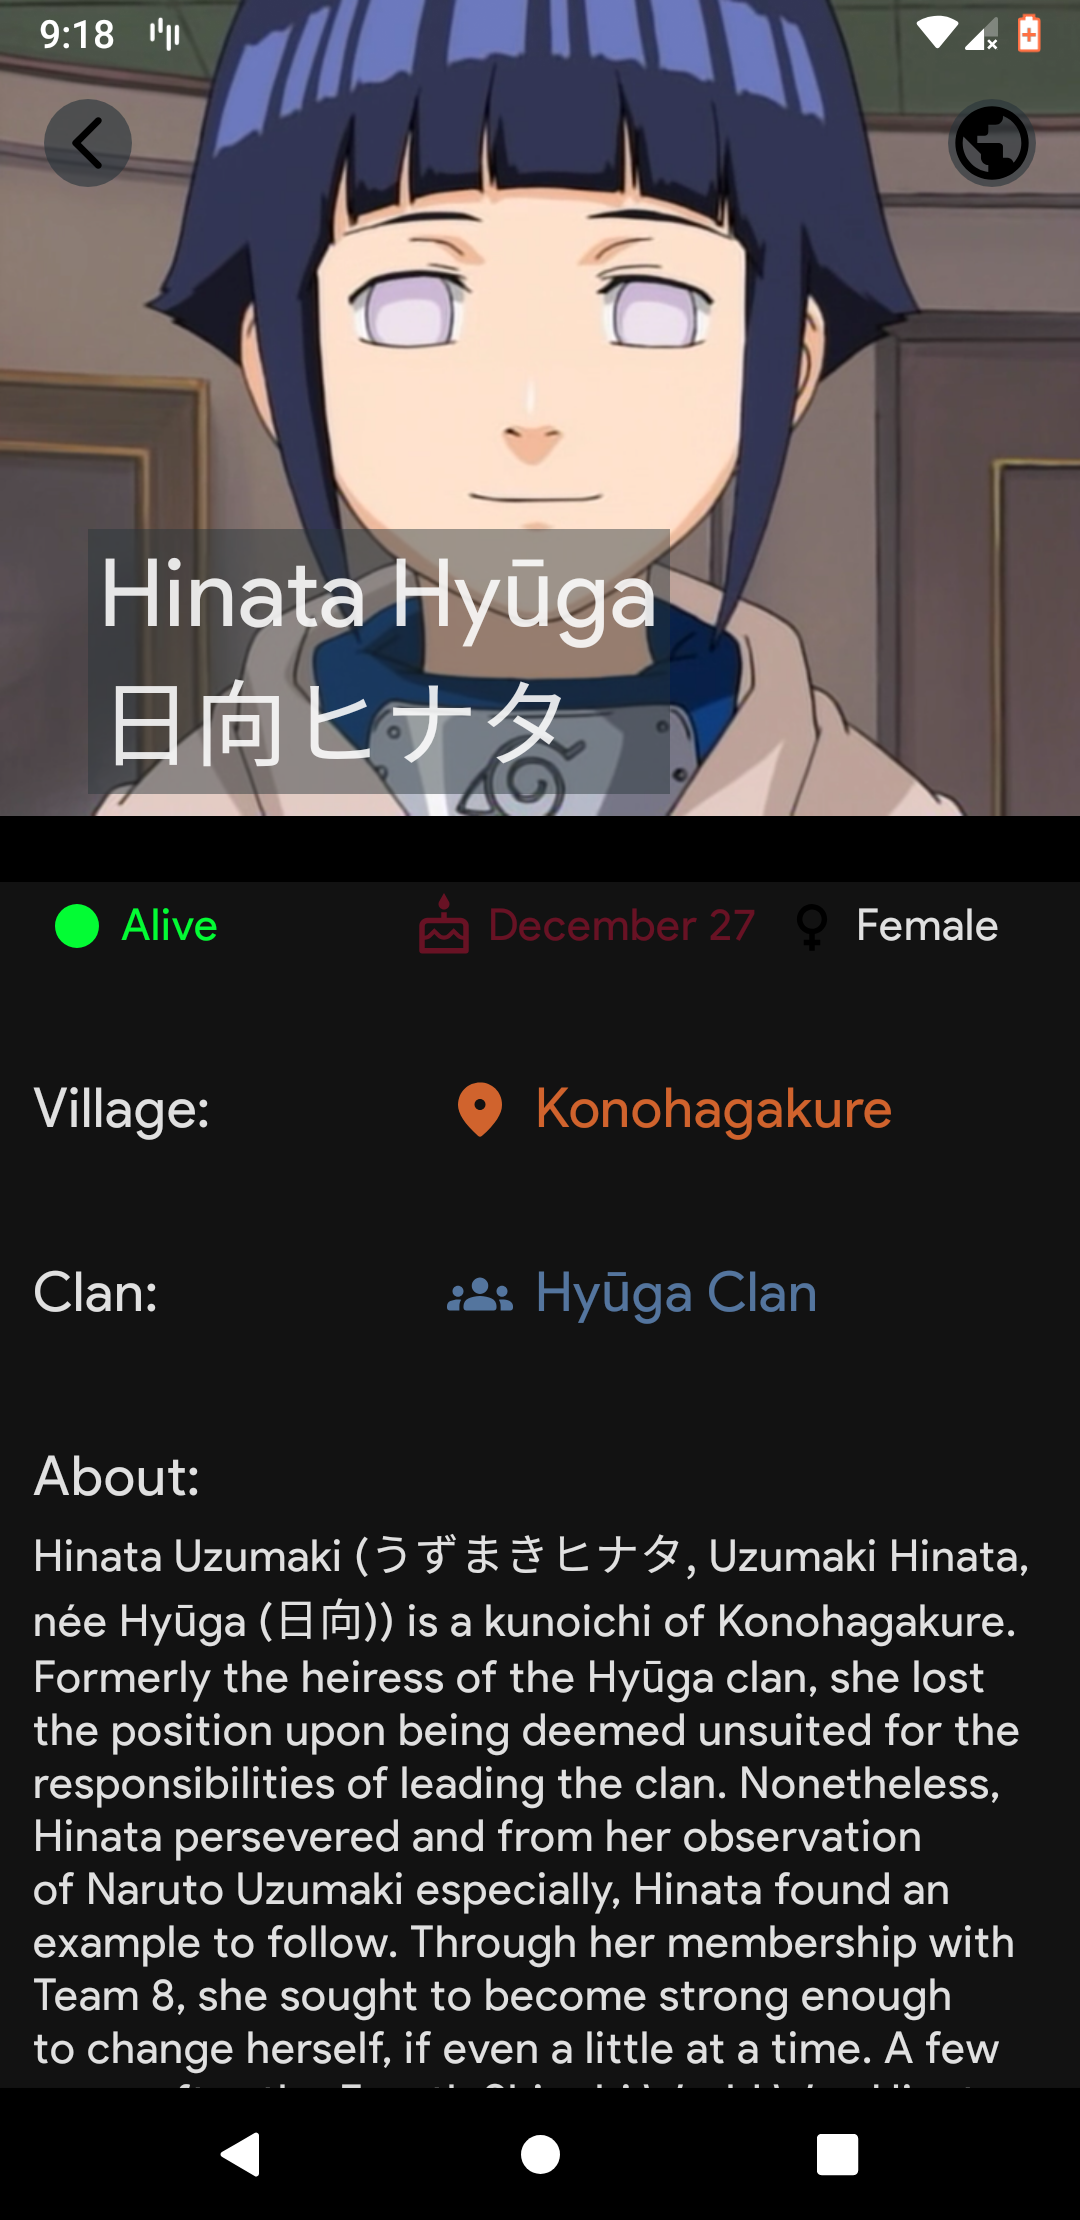 9:18
Hinata Hyūga
日向ヒナタ
Alive
December 27
Female
Village:
Konohagakure
Clan:
Hyūga Clan
About:
Hinata Uzumaki (うずまきヒナタ, Uzumaki Hinata,
née Hyūga (日向)) is a kunoichi of Konohagakure.
Formerly the heiress of the Hyūga clan, she lost
the position upon being deemed unsuited for the
responsibilities of leading the clan. Nonetheless,
Hinata persevered and from her observation
of Naruto Uzumaki especially, Hinata found an
example to follow. Through her membership with
Team 8, she sought to become strong enough
to change herself, if even a little at a time. A few